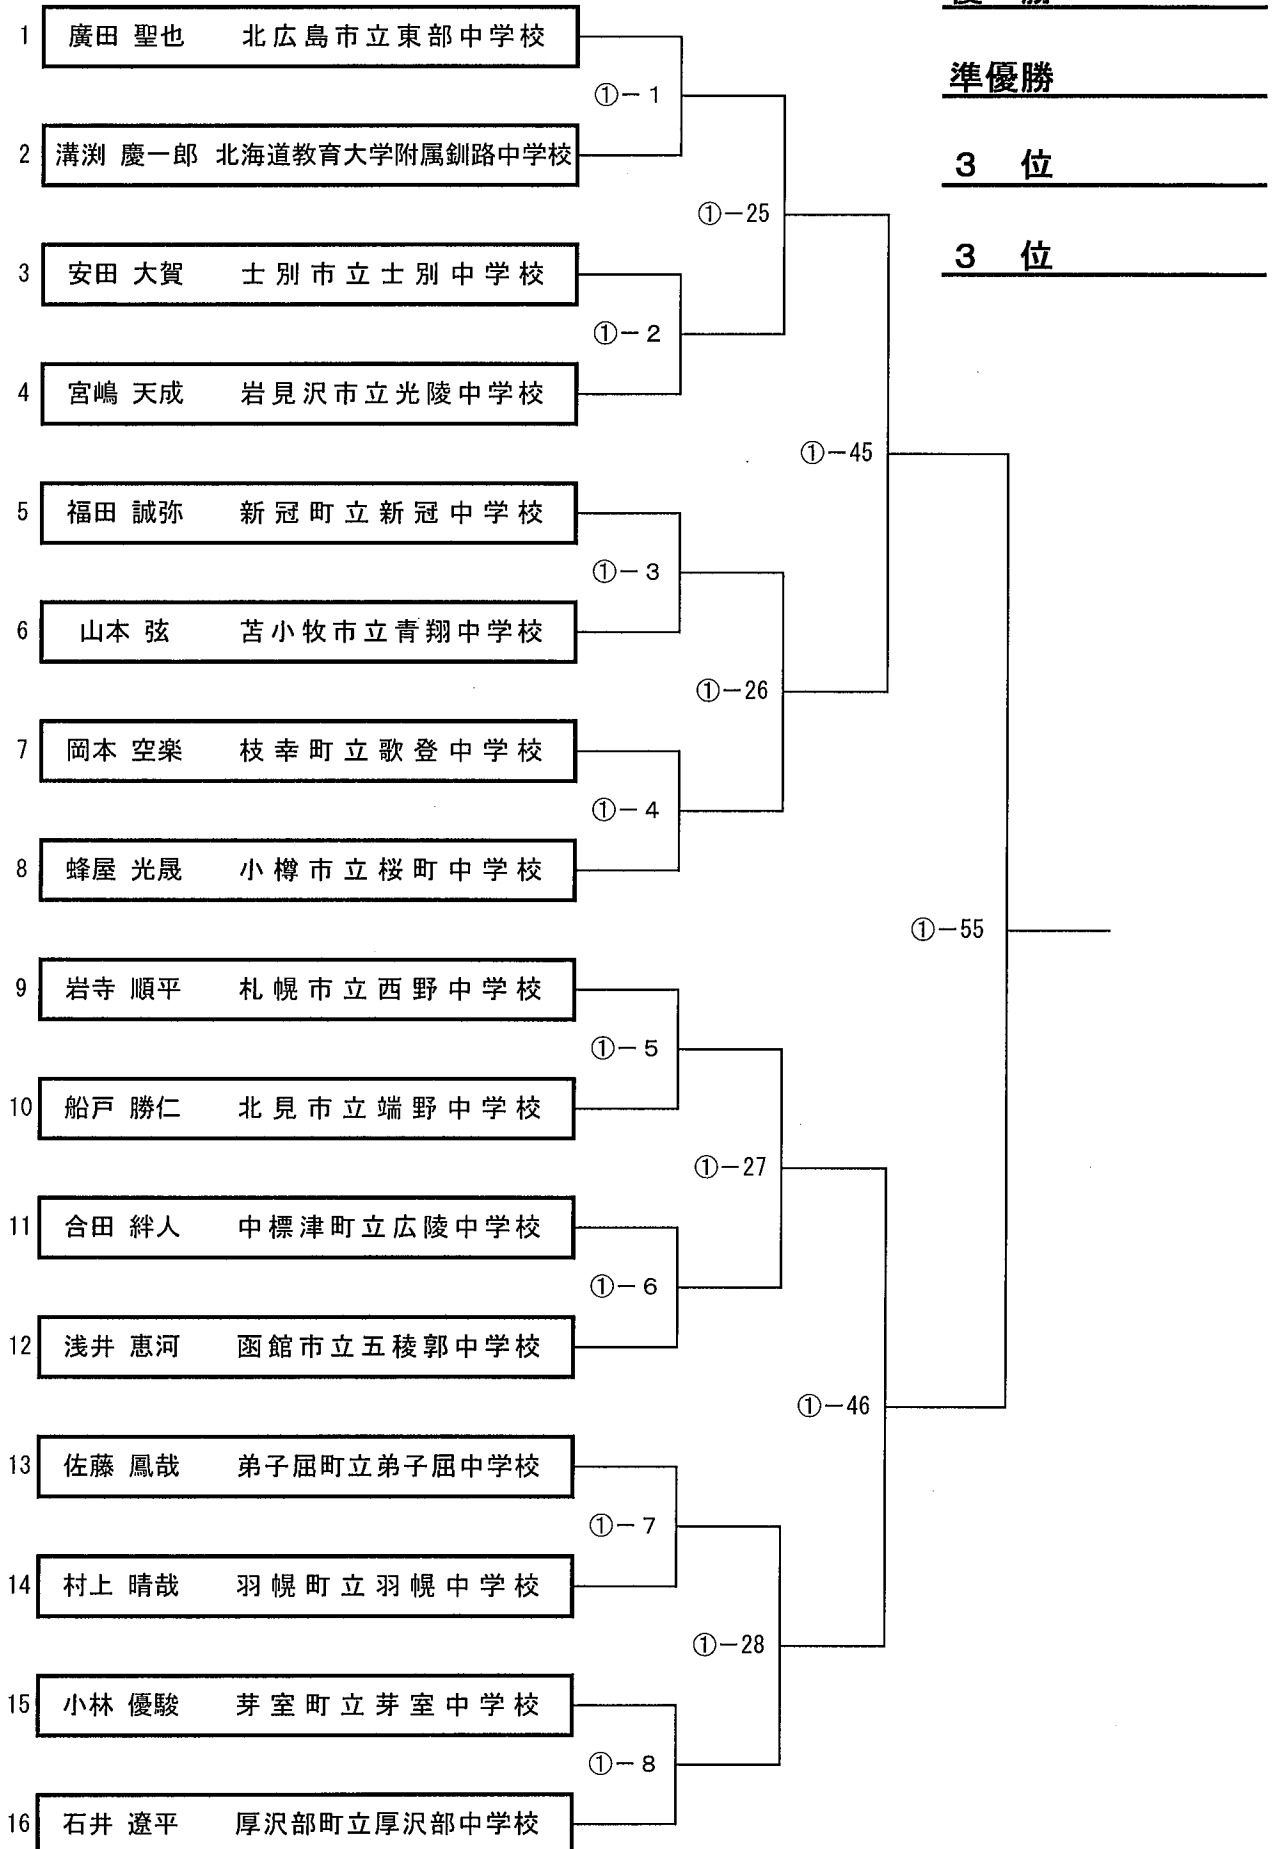 優 勝
準優勝
3 位
3 位
1 廣田 聖也 北広島市立東部中学校
①－1
2 溝渕 慶一郎 北海道教育大学附属釧路中学校
①－25
3 安田 大賀 士別市立士別中学校
①－2
4 宮嶋 天成 岩見沢市立光陵中学校
①－45
5 福田 誠弥 新冠町立新冠中学校
①－3
6 山本 弦 苫小牧市立青翔中学校
①－26
7 岡本 空楽 枝幸町立歌登中学校
①－4
8 蜂屋 光晟 小樽市立桜町中学校
①－55
9 岩寺 順平 札幌市立西野中学校
①－5
10 船戸 勝仁 北見市立端野中学校
①－27
11 合田 絆人 中標津町立広陵中学校
①－6
12 浅井 恵河 函館市立五稜郭中学校
①－46
13 佐藤 鳳哉 弟子屈町立弟子屈中学校
①－7
14 村上 晴哉 羽幌町立羽幌中学校
①－28
15 小林 優駿 芽室町立芽室中学校
①－8
16 石井 遼平 厚沢部町立厚沢部中学校